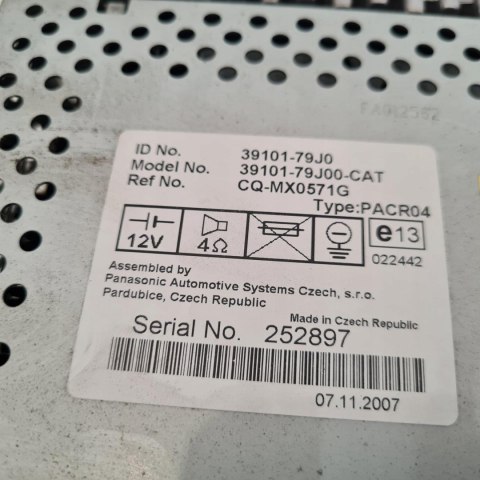 ID No. 39101-79J0
Model No. 39101-79J00-CAT
Ref No. CQ-MX0571G
Type:PACR04
12V 4Ω e13
022442
Assembled by
Panasonic Automotive Systems Czech, s.r.o.
Pardubice, Czech Republic
Made in Czech Republic
Serial No. 252897
07.11.2007